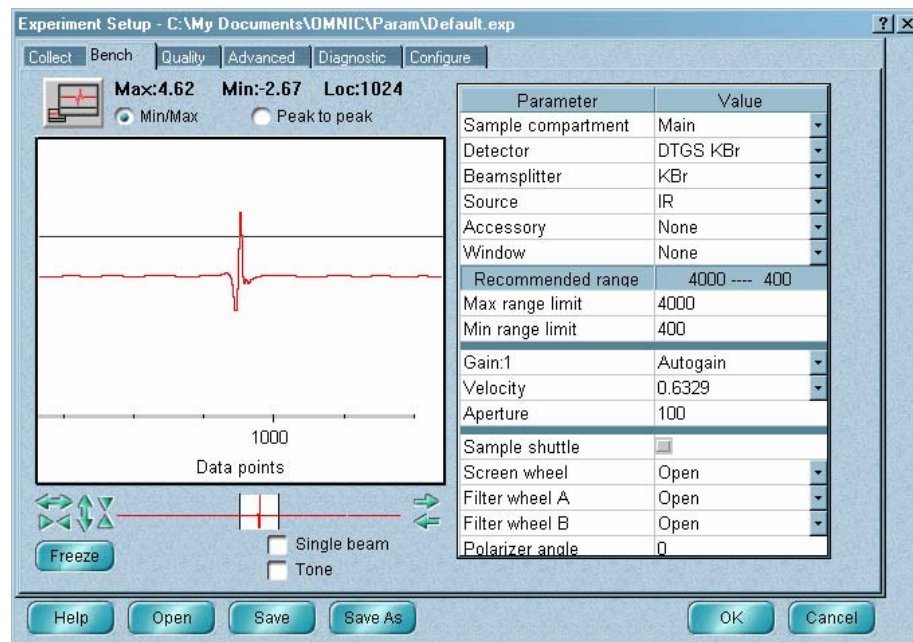 Experiment Setup - C:\My Documents\OMNIC\Param\Default.exp
Collect Bench Quality Advanced Diagnostic Configure
Max:4.62 Min:-2.67 Loc:1024
Min/Max Peak to peak
1000
Data points
Single beam
Tone
Freeze
Parameter Value
Sample compartment Main
Detector DTGS KBr
Beamsplitter KBr
Source IR
Accessory None
Window None
Recommended range 4000 ---- 400
Max range limit 4000
Min range limit 400
Gain:1 Autogain
Velocity 0.6329
Aperture 100
Sample shuttle
Screen wheel Open
Filter wheel A Open
Filter wheel B Open
Polarizer angle 0
Help Open Save Save As OK Cancel